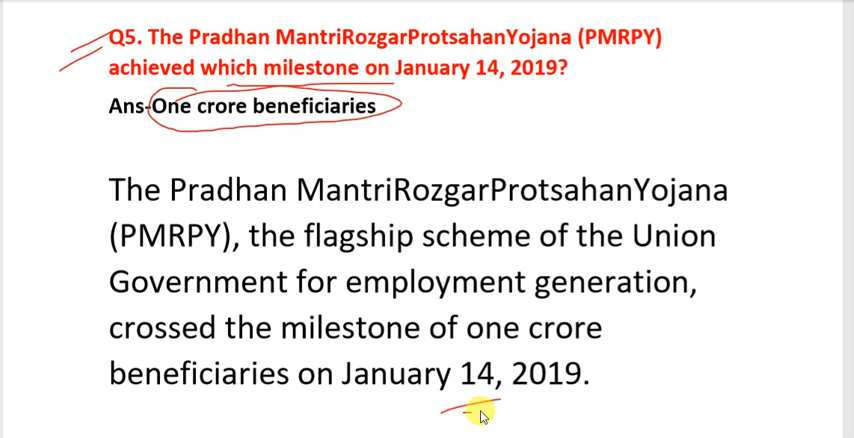 Q5. The Pradhan MantriRozgarProtsahanYojana (PMRPY)
achieved which milestone on January 14, 2019?
Ans-One crore beneficiaries
The Pradhan MantriRozgarProtsahanYojana
(PMRPY), the flagship scheme of the Union
Government for employment generation,
crossed the milestone of one crore
beneficiaries on January 14, 2019.